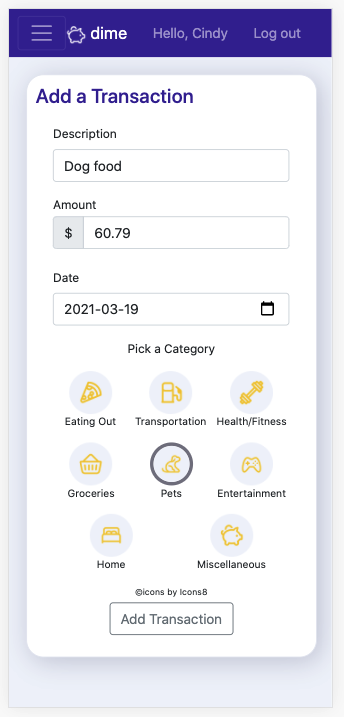 dime Hello, Cindy Log out
Add a Transaction
Description
Dog food
Amount
$ 60.79
Date
2021-03-19
Pick a Category
Eating Out Transportation Health/Fitness
Groceries Pets Entertainment
Home Miscellaneous
©icons by Icons8
Add Transaction